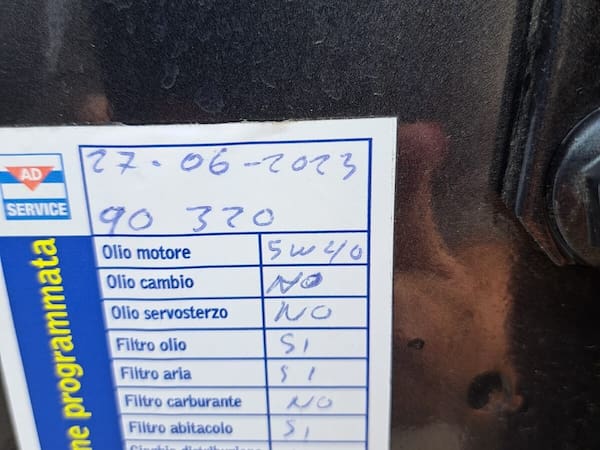 27-06-2023
AD
SERVICE
90 320
ne programmata
Olio motore 5W40
Olio cambio NO
Olio servosterzo NO
Filtro olio SI
Filtro aria SI
Filtro carburante NO
Filtro abitacolo SI